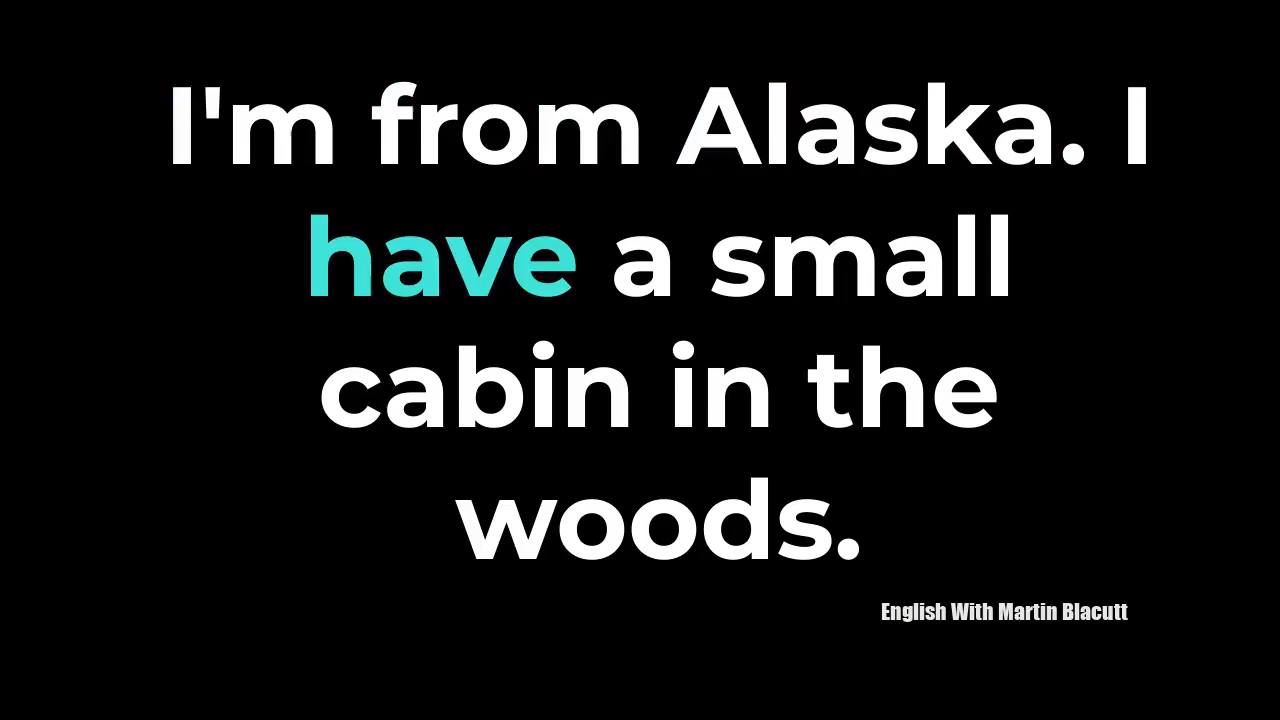 I'm from Alaska. I
have a small
cabin in the
woods.
English With Martin Blacutt